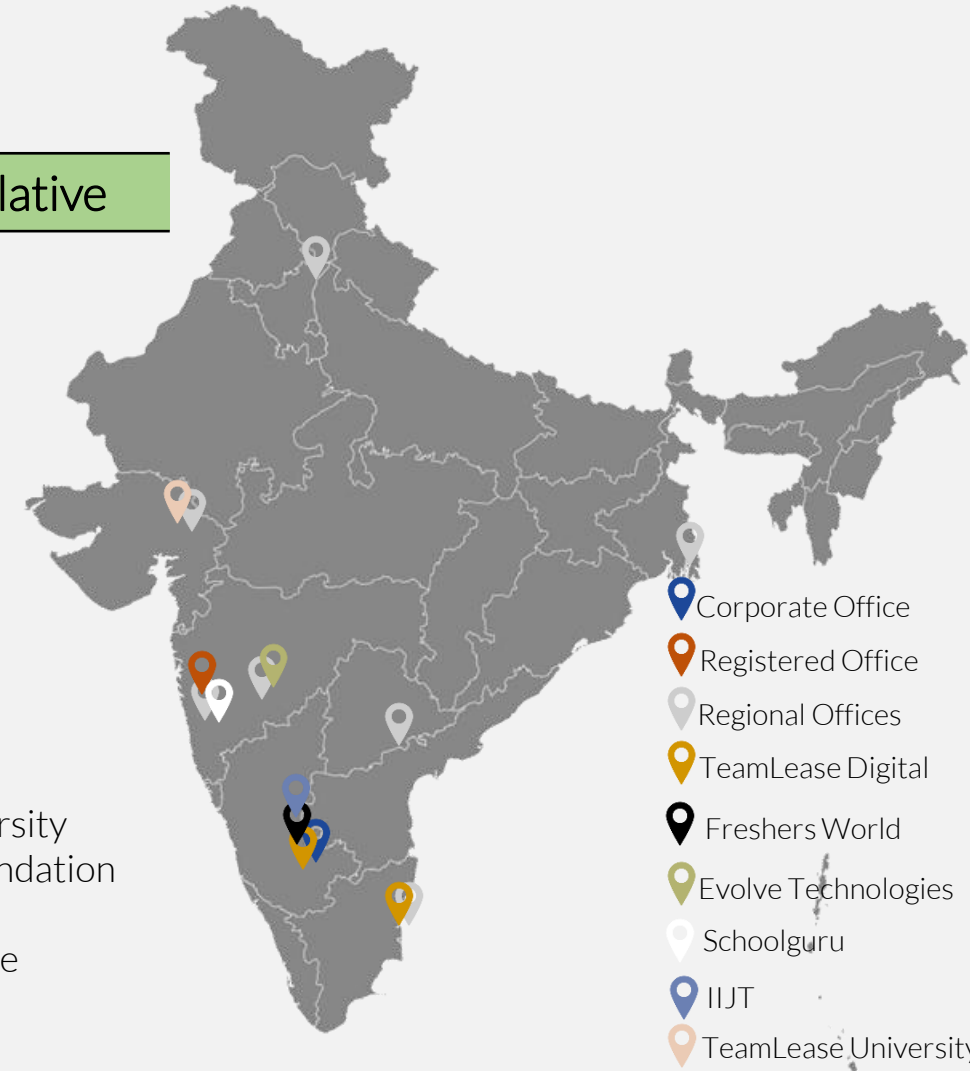 lative
rsity
ndation
e
Corporate Office
Registered Office
Regional Offices
TeamLease Digital
Freshers World
Evolve Technologies
Schoolguru
IIJT
TeamLease University